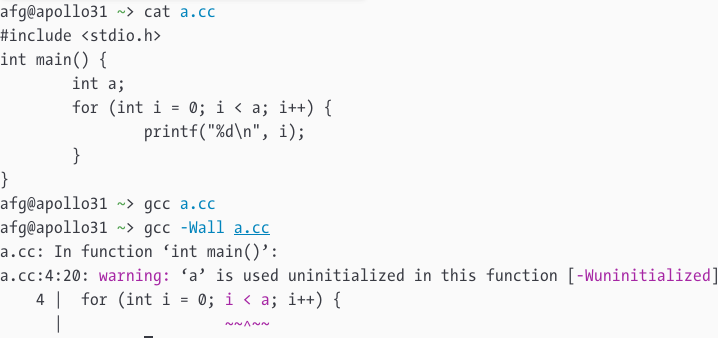 afg@apollo31 ~> cat a.cc
#include <stdio.h>
int main() {
        int a;
        for (int i = 0; i < a; i++) {
                printf("%d\n", i);
        }
}
afg@apollo31 ~> gcc a.cc
afg@apollo31 ~> gcc -Wall a.cc
a.cc: In function ‘int main()’:
a.cc:4:20: warning: ‘a’ is used uninitialized in this function [-Wuninitialized]
    4 |  for (int i = 0; i < a; i++) {
      |                  ~~^~~